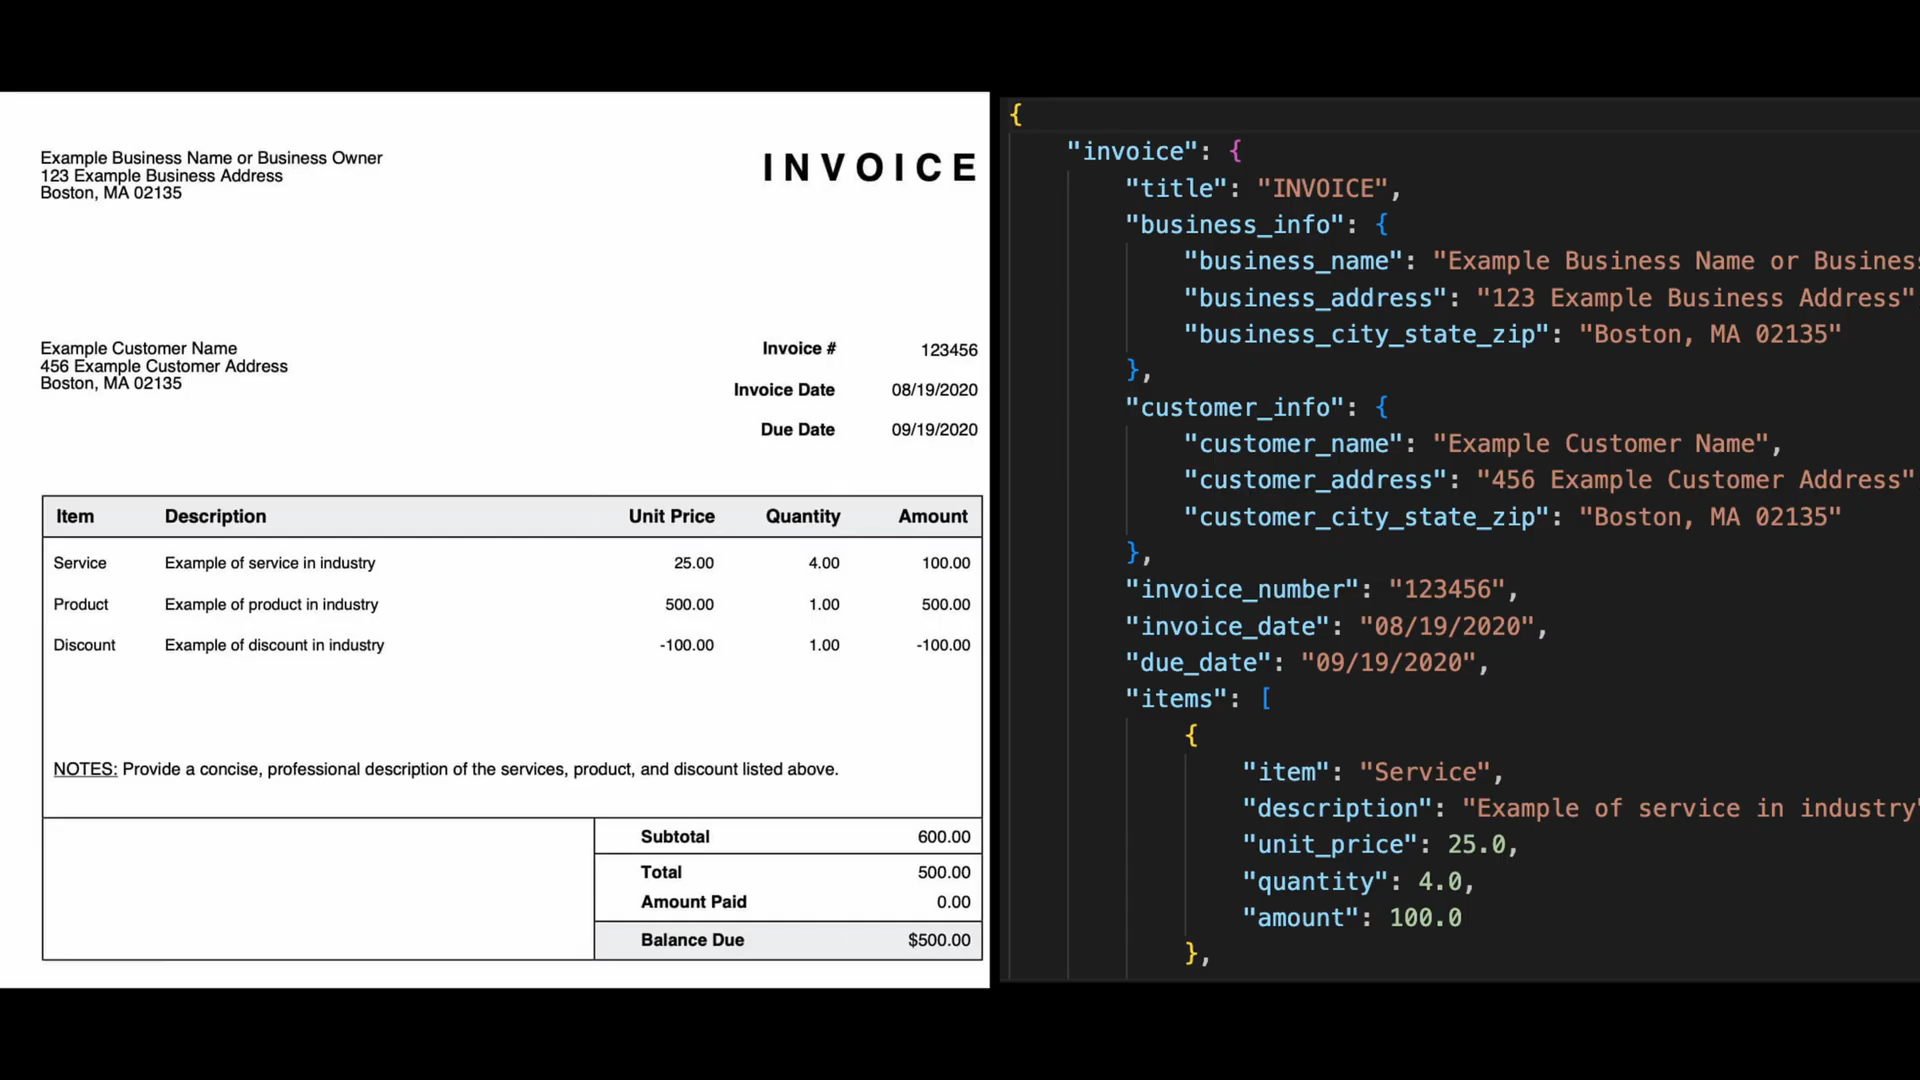 Example Business Name or Business Owner
123 Example Business Address
Boston, MA 02135
INVOICE
Example Customer Name
456 Example Customer Address
Boston, MA 02135
Invoice # 123456
Invoice Date 08/19/2020
Due Date 09/19/2020
Item Description Unit Price Quantity Amount
Service Example of service in industry 25.00 4.00 100.00
Product Example of product in industry 500.00 1.00 500.00
Discount Example of discount in industry -100.00 1.00 -100.00
NOTES: Provide a concise, professional description of the services, product, and discount listed above.
Subtotal 600.00
Total 500.00
Amount Paid 0.00
Balance Due $500.00
{
"invoice": {
"title": "INVOICE",
"business_info": {
"business_name": "Example Business Name or Busines
"business_address": "123 Example Business Address"
"business_city_state_zip": "Boston, MA 02135"
},
"customer_info": {
"customer_name": "Example Customer Name",
"customer_address": "456 Example Customer Address"
"customer_city_state_zip": "Boston, MA 02135"
},
"invoice_number": "123456",
"invoice_date": "08/19/2020",
"due_date": "09/19/2020",
"items": [
{
"item": "Service",
"description": "Example of service in industry"
"unit_price": 25.0,
"quantity": 4.0,
"amount": 100.0
},